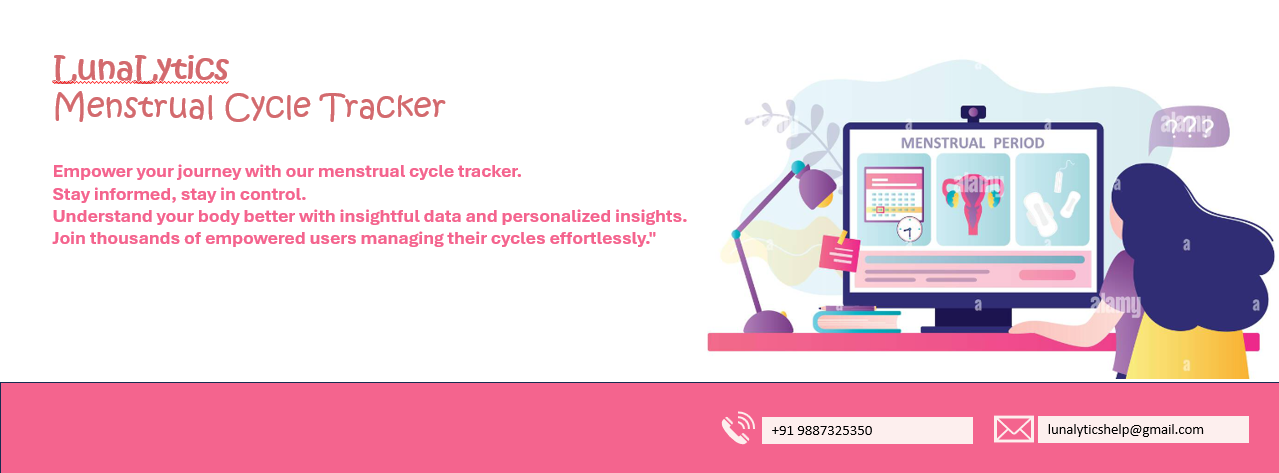 LunaLytics
Menstrual Cycle Tracker
Empower your journey with our menstrual cycle tracker.
Stay informed, stay in control.
Understand your body better with insightful data and personalized insights.
Join thousands of empowered users managing their cycles effortlessly."
MENSTRUAL PERIOD
???
alamy
alamy
alamy
a
a
a
a
a
a
a
a
a
+91 9887325350
lunalyticshelp@gmail.com